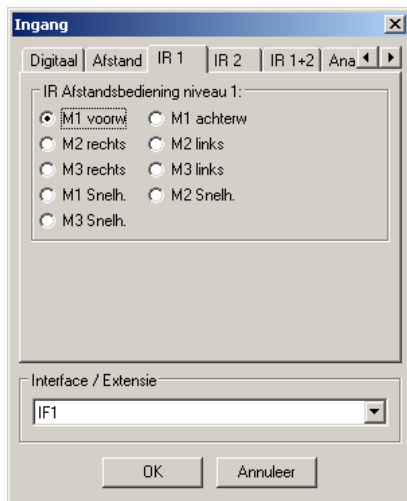 Ingang
Digitaal Afstand IR 1 IR 2 IR 1+2 Ana
IR Afstandsbediening niveau 1:
M1 voorw M1 achterw
M2 rechts M2 links
M3 rechts M3 links
M1 Snelh. M2 Snelh.
M3 Snelh.
Interface / Extensie
IF1
OK Annuleer